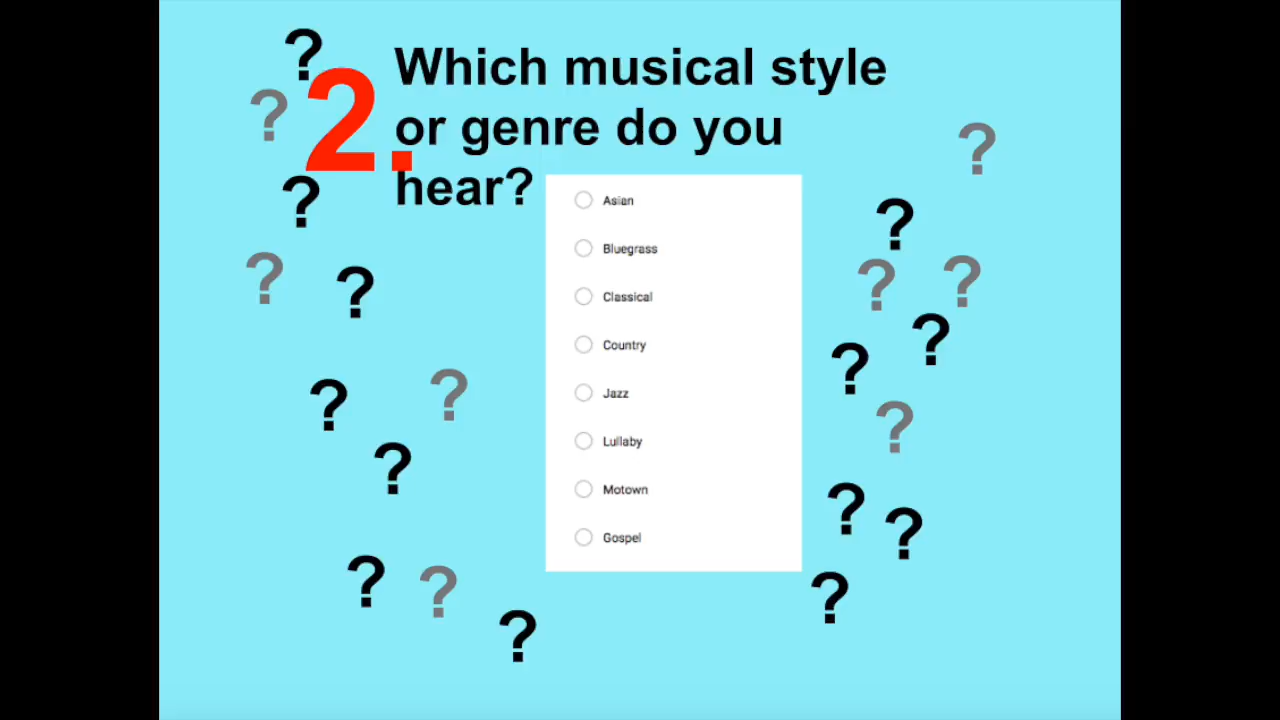 2. Which musical style
or genre do you
hear?
Asian
Bluegrass
Classical
Country
Jazz
Lullaby
Motown
Gospel
? ? ? ? ? ? ? ? ? ? ? ? ? ? ? ? ? ? ? ? ? ?